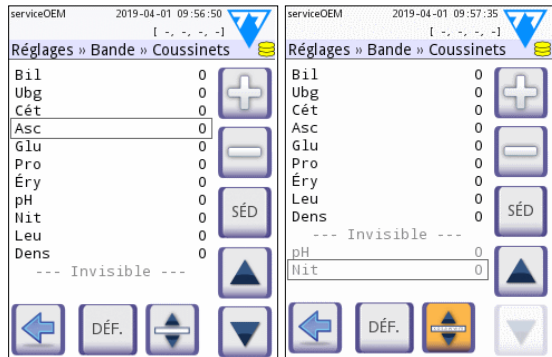 serviceOEM 2019-04-01 09:56:50
[ -, -, -, -]
Réglages » Bande » Coussinets
Bil 0
Ubg 0
Cét 0
Asc 0
Glu 0
Pro 0
Éry 0
pH 0
Nit 0
Leu 0
Dens 0
--- Invisible ---
SÉD
DÉF.
serviceOEM 2019-04-01 09:57:35
[ -, -, -, -]
Réglages » Bande » Coussinets
Bil 0
Ubg 0
Cét 0
Asc 0
Glu 0
Pro 0
Éry 0
Leu 0
Dens 0
--- Invisible ---
pH 0
Nit 0
SÉD
DÉF.